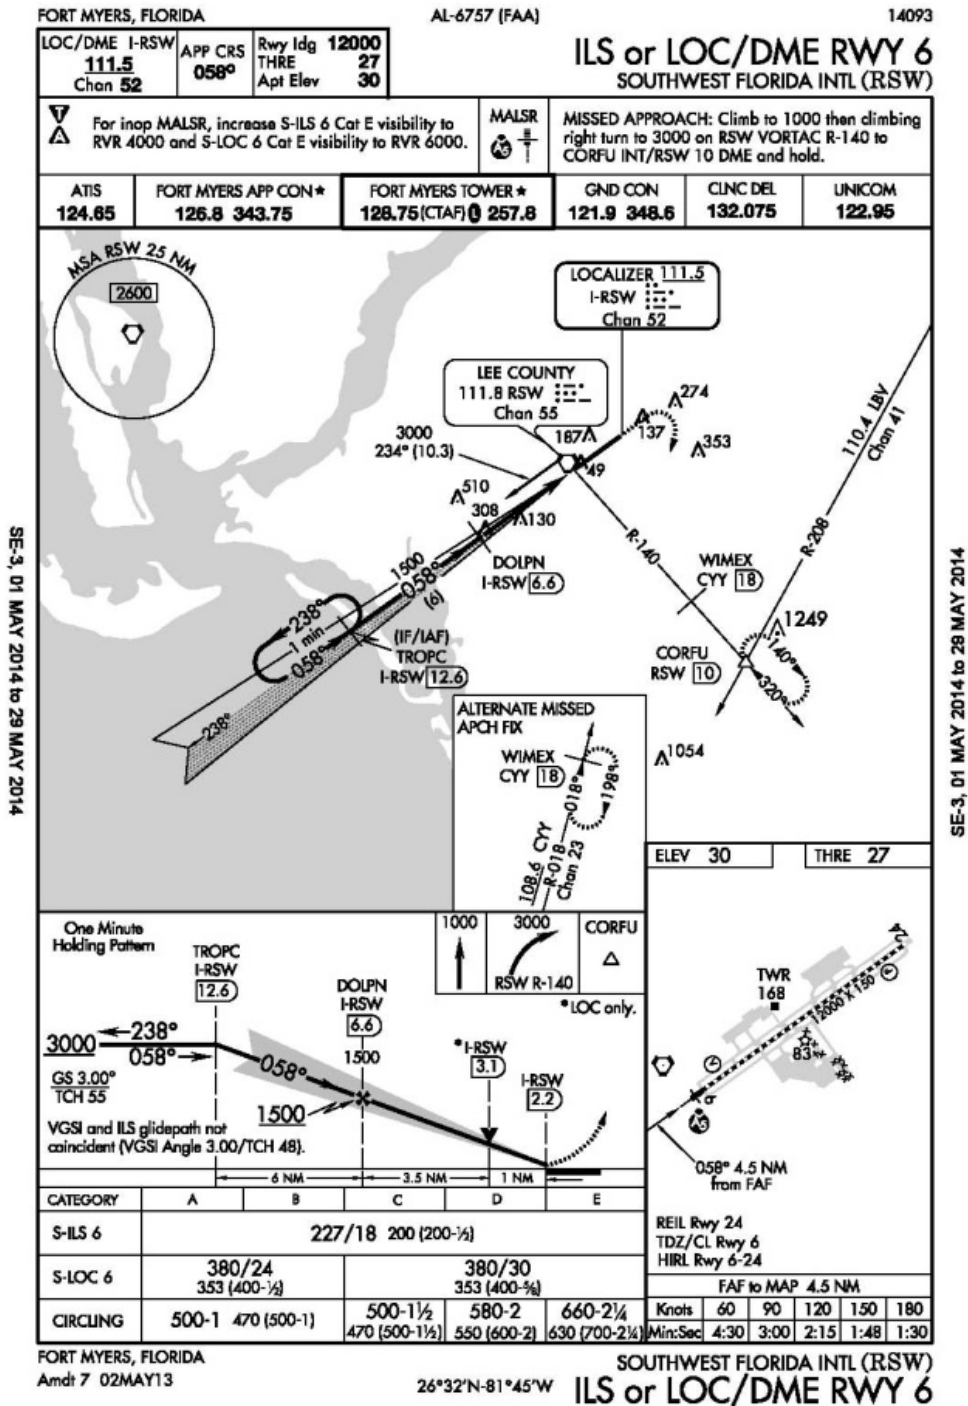 FORT MYERS, FLORIDA
AL-6757 (FAA)
14093
LOC/DME I-RSW
111.5
Chan 52
APP CRS
058°
Rwy ldg 12000
THRE 27
Apt Elev 30
ILS or LOC/DME RWY 6
SOUTHWEST FLORIDA INTL (RSW)
T
A
For inop MALSR, increase S-ILS 6 Cat E visibility to
RVR 4000 and S-LOC 6 Cat E visibility to RVR 6000.
MALSR
A5
MISSED APPROACH: Climb to 1000 then climbing
right turn to 3000 on RSW VORTAC R-140 to
CORFU INT/RSW 10 DME and hold.
ATIS
124.65
FORT MYERS APP CON★
126.8 343.75
FORT MYERS TOWER★
128.75(CTAF) L 257.8
GND CON
121.9 348.6
CLNC DEL
132.075
UNICOM
122.95
MSA RSW 25 NM
2600
LOCALIZER 111.5
I-RSW
Chan 52
LEE COUNTY
111.8 RSW
Chan 55
3000
234° (10.3)
187
49
137
274
353
510
308
130
110.4 LBV
Chan 41
R-208
R-140
DOLPN
I-RSW 6.6
WIMEX
CYY 18
1500
058°
(6)
238°
1 min
058°
(IF/IAF)
TROPC
I-RSW 12.6
238°
CORFU
RSW 10
1249
140°
320°
1054
ALTERNATE MISSED
APCH FIX
WIMEX
CYY 18
018°
198°
108.6 CYY
R-018
Chan 23
SE-3, 01 MAY 2014 to 29 MAY 2014
SE-3, 01 MAY 2014 to 29 MAY 2014
ELEV 30
THRE 27
TWR
168
12000 X 150
24
6
83
A5
058° 4.5 NM
from FAF
REIL Rwy 24
TDZ/CL Rwy 6
HIRL Rwy 6-24
One Minute
Holding Pattern
TROPC
I-RSW
12.6
DOLPN
I-RSW
6.6
1500
1000
3000
RSW R-140
CORFU
*LOC only.
*I-RSW
3.1
I-RSW
2.2
3000
238°
058°
058°
1500
GS 3.00°
TCH 55
VGSI and ILS glidepath not
coincident (VGSI Angle 3.00/TCH 48).
6 NM
3.5 NM
1 NM
CATEGORY A B C D E
S-ILS 6 227/18 200 (200-½)
S-LOC 6
380/24
353 (400-½)
380/30
353 (400-⅝)
CIRCLING
500-1 470 (500-1)
500-1½
470 (500-1½)
580-2
550 (600-2)
660-2¼
630 (700-2¼)
FAF to MAP 4.5 NM
Knots 60 90 120 150 180
Min:Sec 4:30 3:00 2:15 1:48 1:30
FORT MYERS, FLORIDA
Amdt 7 02MAY13
26°32'N-81°45'W
SOUTHWEST FLORIDA INTL (RSW)
ILS or LOC/DME RWY 6